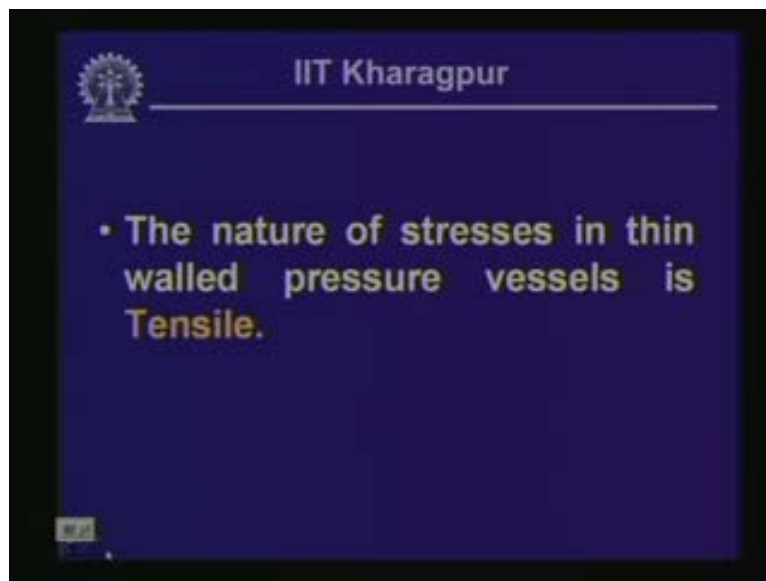 IIT Kharagpur
• The nature of stresses in thin
walled pressure vessels is
Tensile.